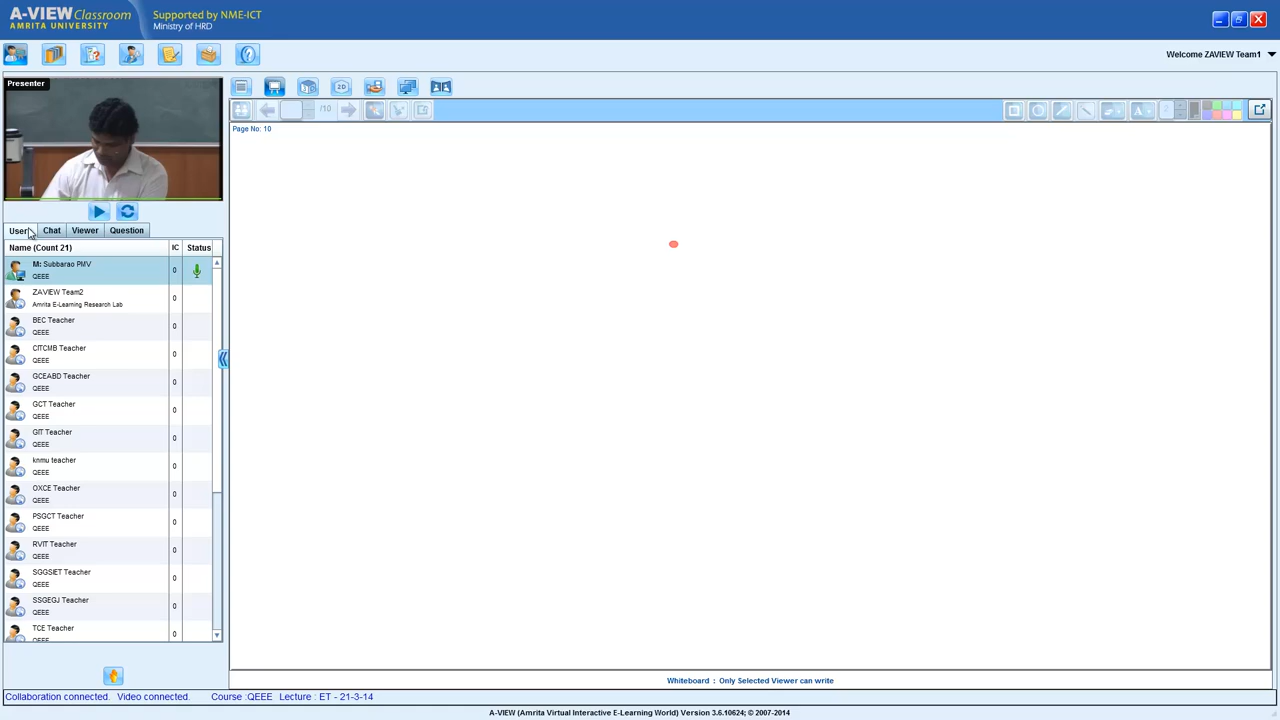 A-VIEW Classroom
AMRITA UNIVERSITY
Supported by NME-ICT
Ministry of HRD
Welcome ZAVIEW Team1
Presenter
2D
/10
A
2
Page No: 10
User
Chat
Viewer
Question
Name (Count 21)
IC
Status
M: Subbarao PMV
QEEE
0
ZAVIEW Team2
Amrita E-Learning Research Lab
0
BEC Teacher
QEEE
0
CITCMB Teacher
QEEE
0
GCEABD Teacher
QEEE
0
GCT Teacher
QEEE
0
GIT Teacher
QEEE
0
knmu teacher
QEEE
0
OXCE Teacher
QEEE
0
PSGCT Teacher
QEEE
0
RVIT Teacher
QEEE
0
SGGSIET Teacher
QEEE
0
SSGEGJ Teacher
QEEE
0
TCE Teacher
QEEE
0
Whiteboard : Only Selected Viewer can write
Collaboration connected. Video connected. Course :QEEE Lecture : ET - 21-3-14
A-VIEW (Amrita Virtual Interactive E-Learning World) Version 3.6.10624; © 2007-2014